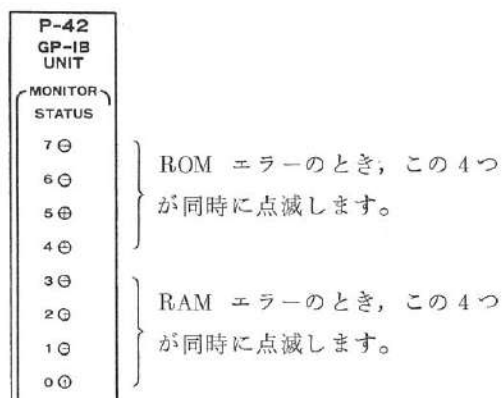 P-42
GP-IB
UNIT
MONITOR
STATUS
7
6
5
4
ROM エラーのとき, この4つ
が同時に点滅します。
3
2
1
0
RAM エラーのとき, この4つ
が同時に点滅します。